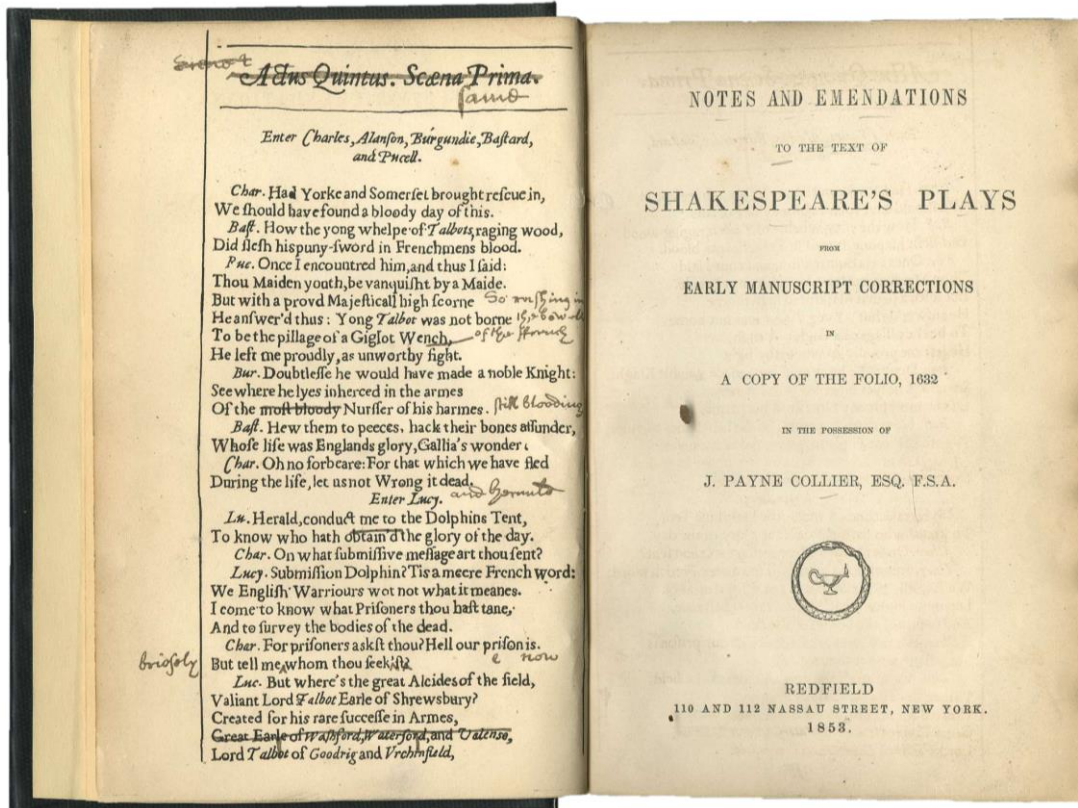 Actus Quintus. Scæna Prima.
same
Enter Charles, Alanſon, Burgundie, Baſtard,
and Pucell.
Char. Had Yorke and Somerſet brought reſcue in,
We ſhould have found a bloody day of this.
Baſt. How the yong whelpe of Talbots, raging wood,
Did fleſh his puny-ſword in Frenchmens blood.
Puc. Once I encountred him, and thus I ſaid:
Thou Maiden youth, be vanquiſht by a Maide.
But with a provd Majeſticall high ſcorne So ruſhing in
He anſwer'd thus: Yong Talbot was not borne
To be the pillage of a Giglot Wench, of the ffrench
He left me proudly, as unworthy fight.
Bur. Doubtleſſe he would have made a noble Knight:
See where he lyes inherced in the armes
Of the moſt bloody Nurſſer of his harmes. ſtill bleeding
Baſt. Hew them to peeces, hack their bones aſſunder,
Whoſe life was Englands glory, Gallia's wonder.
Char. Oh no forbeare: For that which we have fled
During the life, let us not Wrong it dead.
Enter Lucy. and
Lu. Herald, conduct me to the Dolphins Tent,
To know who hath obtain'd the glory of the day.
Char. On what ſubmiſſive meſſage art thou ſent?
Lucy. Submiſſion Dolphin? Tis a meere French word:
We Engliſh Warriours wot not what it meanes.
I come to know what Priſoners thou haſt tane,
And to ſurvey the bodies of the dead.
Char. For priſoners askſt thou? Hell our priſon is.
briefely But tell me whom thou ſeekſt? now
Luc. But where's the great Alcides of the field,
Valiant Lord Talbot Earle of Shrewsbury?
Created for his rare ſucceſſe in Armes,
Great Earle of Waſhford, Waterford, and Valence,
Lord Talbot of Goodrig and Vrchinfield,
NOTES AND EMENDATIONS
TO THE TEXT OF
SHAKESPEARE'S PLAYS
FROM
EARLY MANUSCRIPT CORRECTIONS
IN
A COPY OF THE FOLIO, 1632
IN THE POSSESSION OF
J. PAYNE COLLIER, ESQ. F.S.A.
REDFIELD
110 AND 112 NASSAU STREET, NEW YORK.
1853.